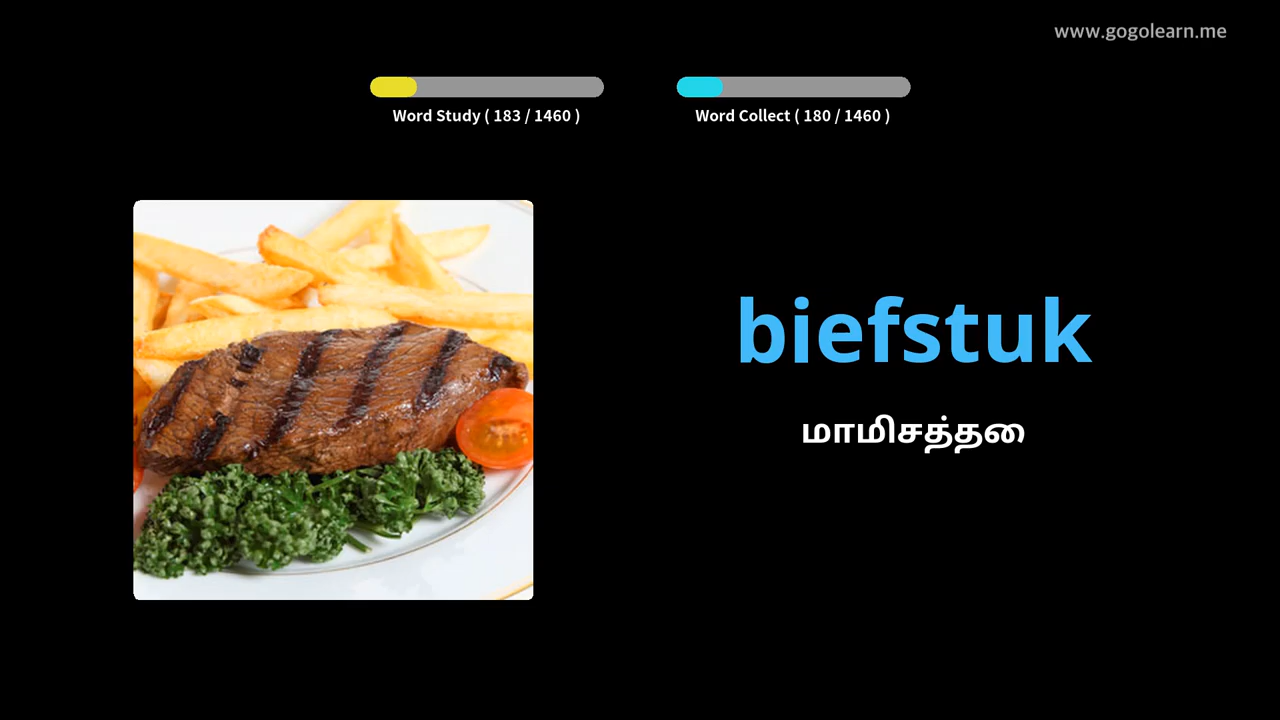 www.gogolearn.me
Word Study ( 183 / 1460 )
Word Collect ( 180 / 1460 )
biefstuk
மாமிசத்தை